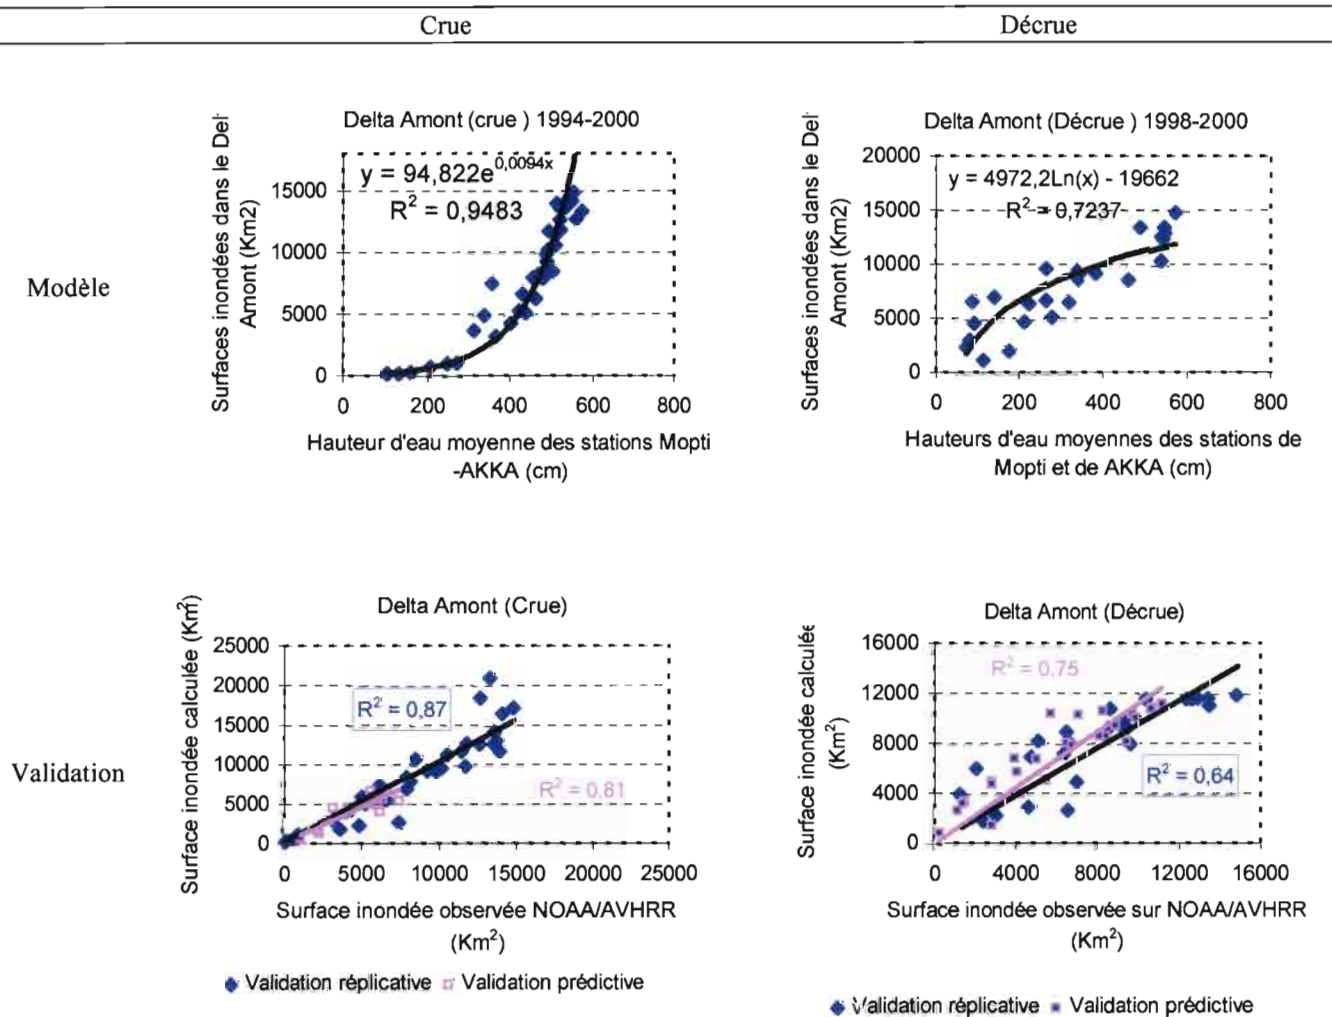 Crue Décrue
Modèle
Delta Amont (crue ) 1994-2000
Surfaces inondées dans le Del
Amont (Km2)
y = 94,822e^0,0094x
R² = 0,9483
15000
10000
5000
0
0 200 400 600 800
Hauteur d'eau moyenne des stations Mopti
-AKKA (cm)
Delta Amont (Décrue ) 1998-2000
Surfaces inondées dans le Del
Amont (Km2)
y = 4972,2Ln(x) - 19662
R² = 0,7237
20000
15000
10000
5000
0
0 200 400 600 800
Hauteurs d'eau moyennes des stations de
Mopti et de AKKA (cm)
Validation
Delta Amont (Crue)
Surface inondée calculée (Km²)
25000
20000
15000
10000
5000
0
R² = 0,87
R² = 0.81
0 5000 10000 15000 20000 25000
Surface inondée observée NOAA/AVHRR
(Km²)
Validation réplicative Validation prédictive
Delta Amont (Décrue)
Surface inondée calculée
(Km²)
16000
12000
8000
4000
0
R² = 0.75
R² = 0,64
0 4000 8000 12000 16000
Surface inondée observée sur NOAA/AVHRR
(Km²)
Validation réplicative Validation prédictive